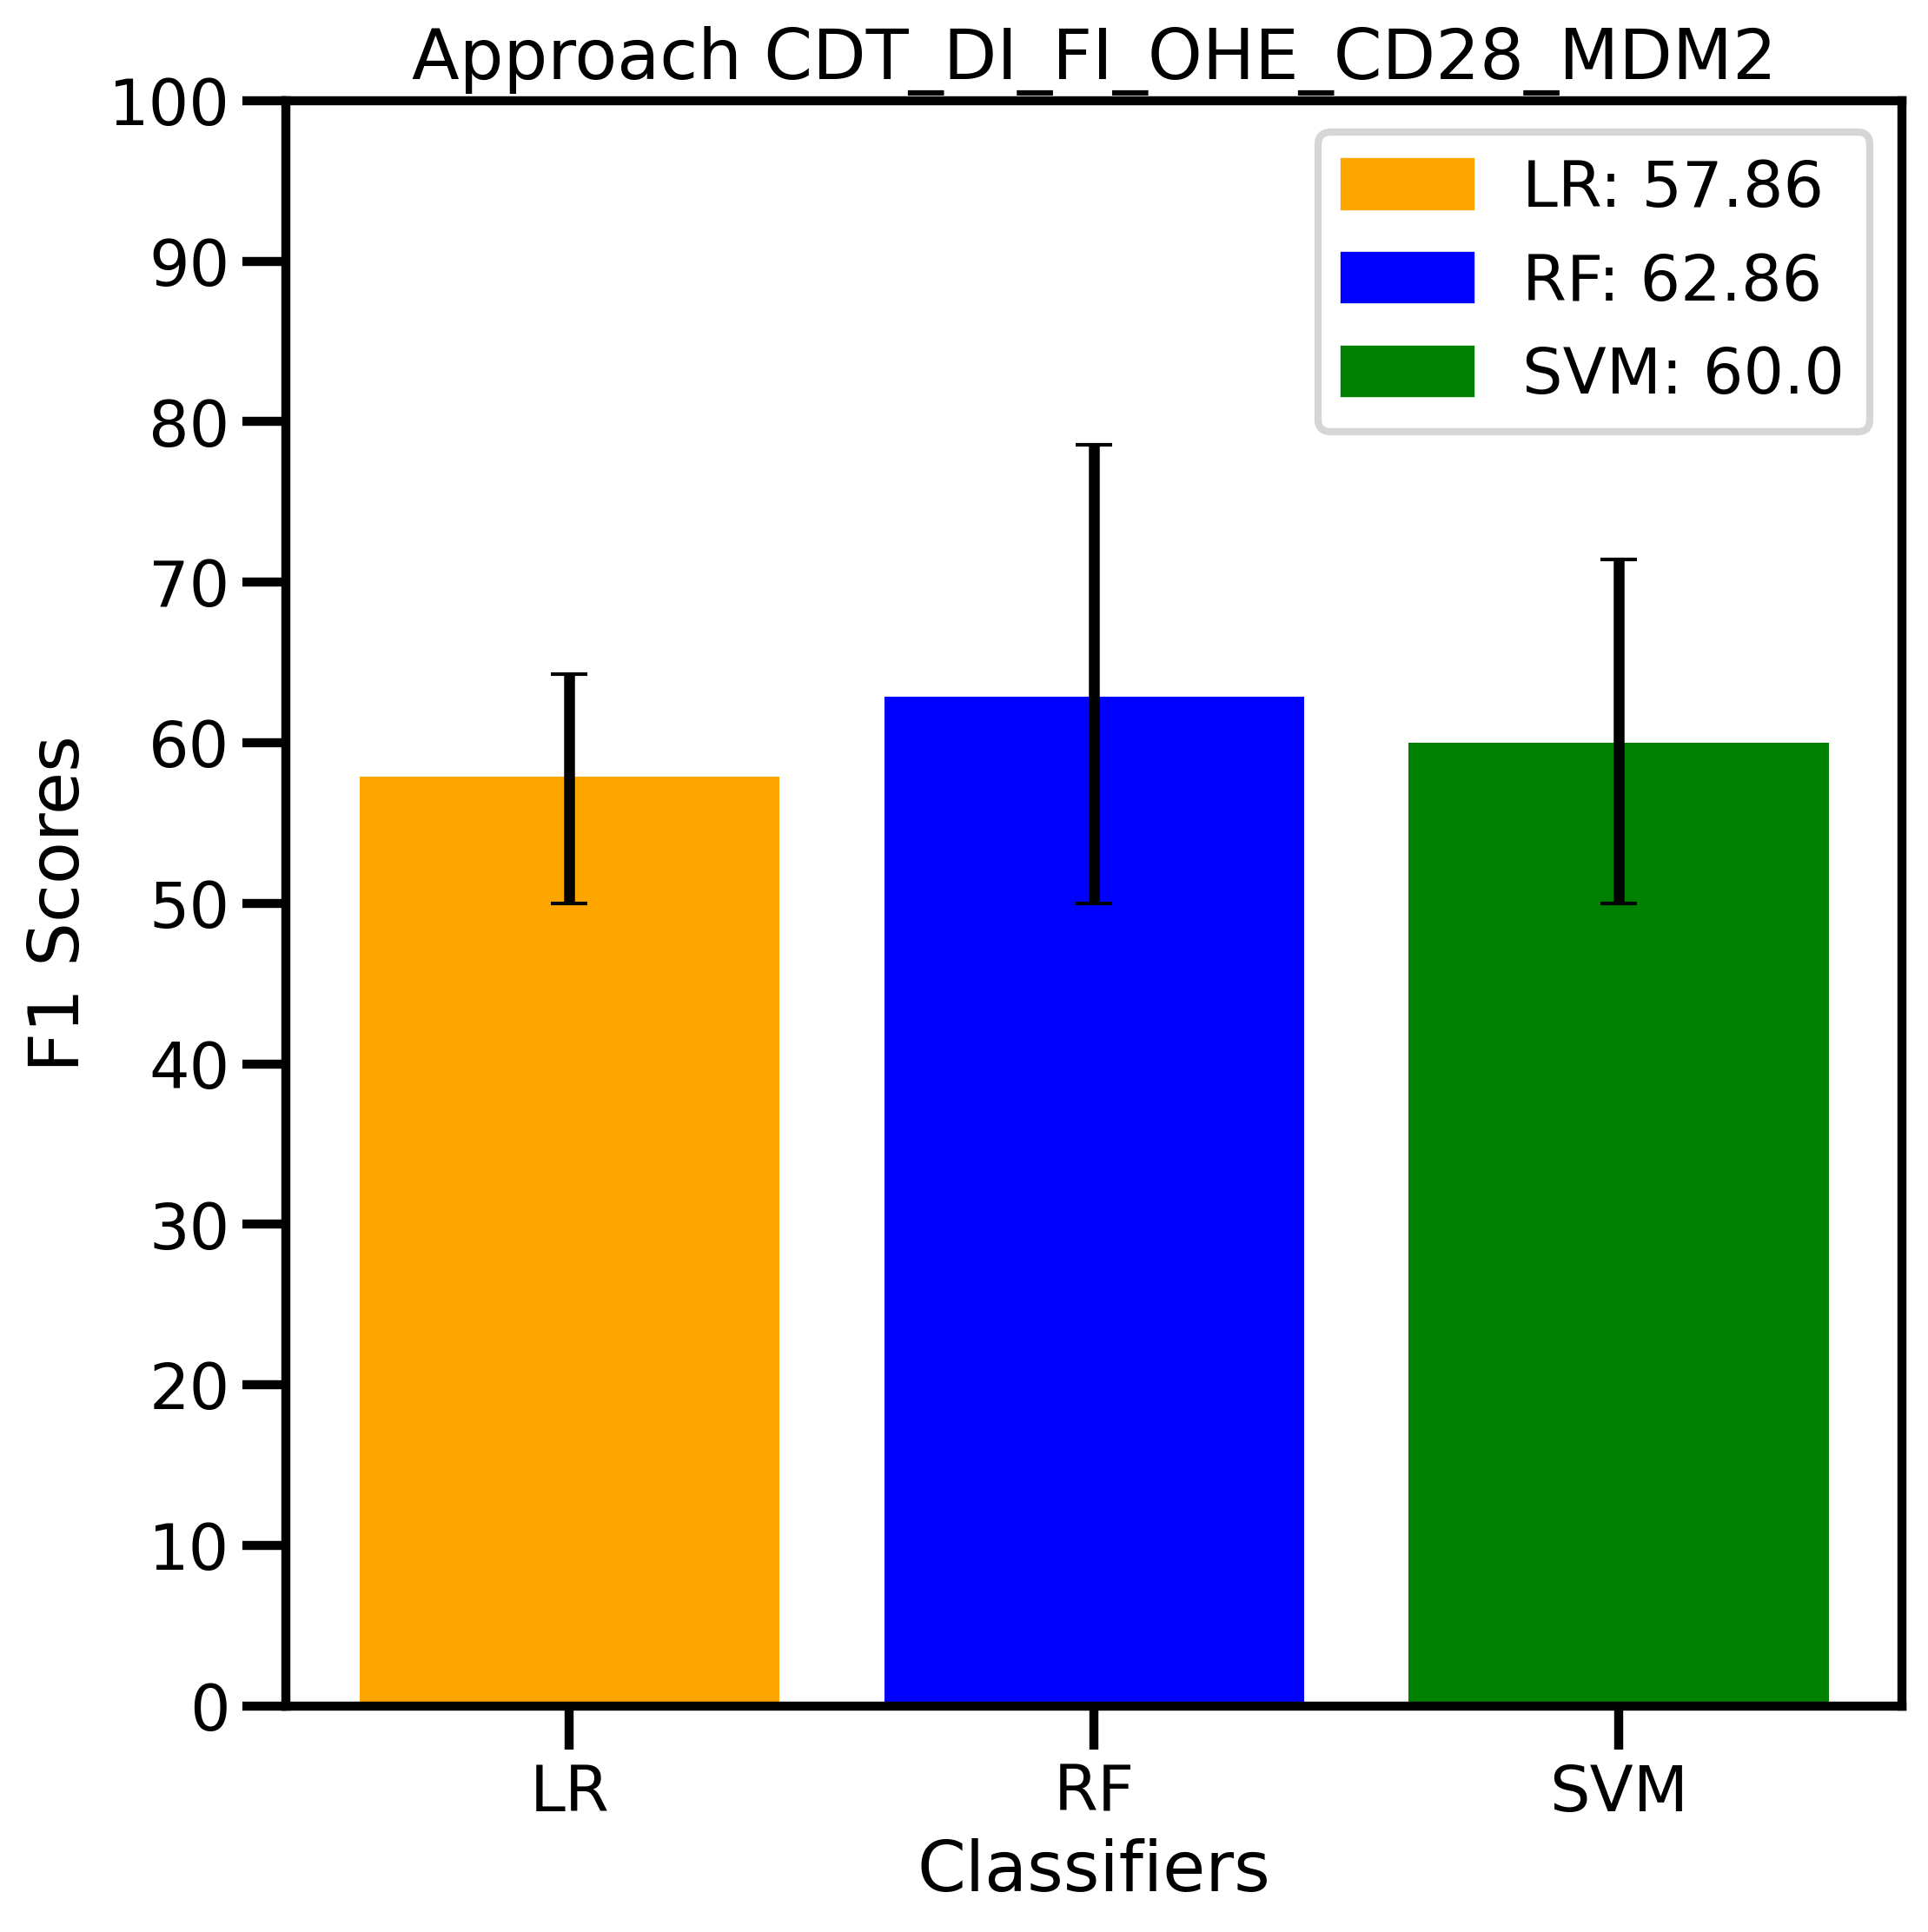 Approach CDT_DI_FI_OHE_CD28_MDM2
100
90
80
70
60
50
40
30
20
10
0
F1 Scores
LR: 57.86
RF: 62.86
SVM: 60.0
LR
RF
SVM
Classifiers